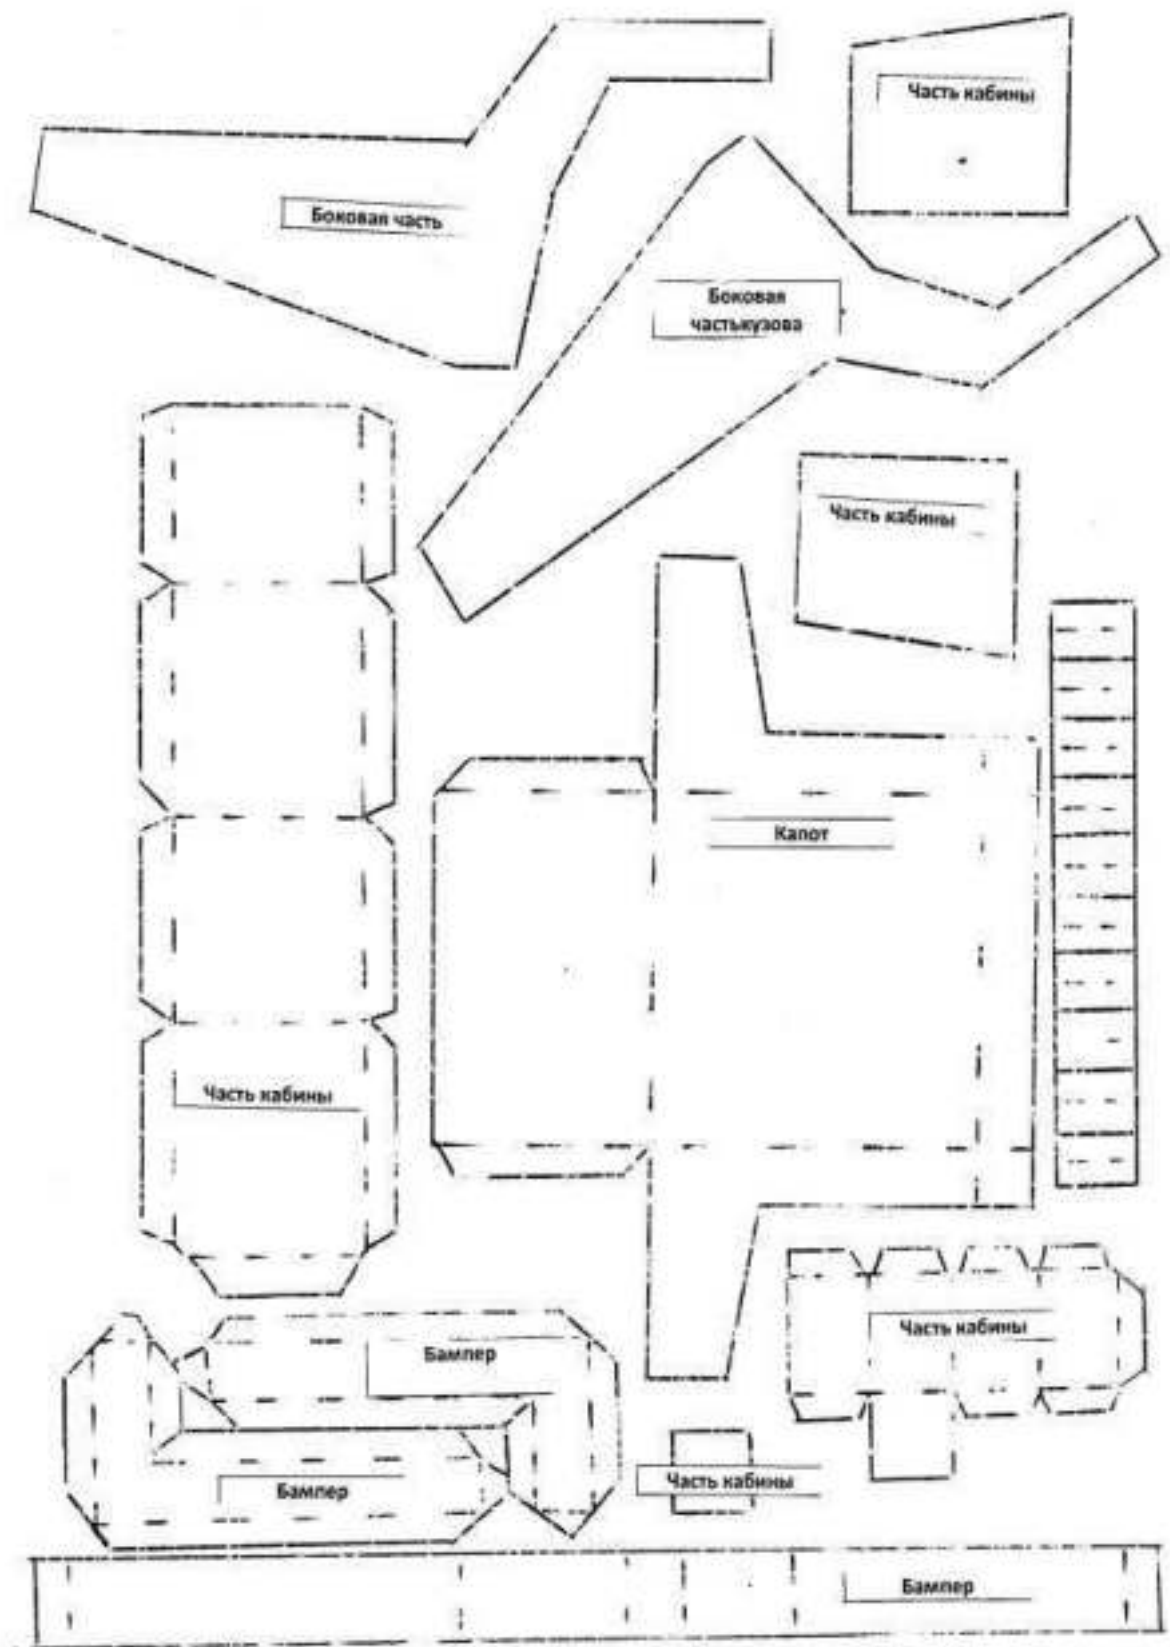 Часть кабины
Боковая часть
Боковая
частькузова
Часть кабины
Капот
Часть кабины
Часть кабины
Бампер
Часть кабины
Бампер
Бампер